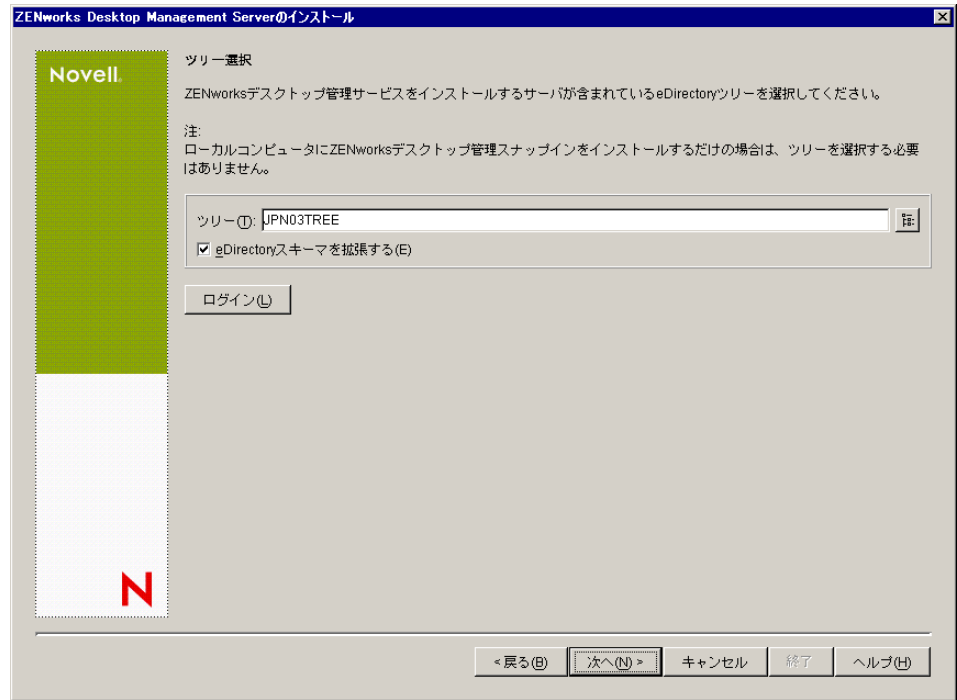 ZENworks Desktop Management Serverのインストール
Novell.
ツリー選択
ZENworksデスクトップ管理サービスをインストールするサーバが含まれているeDirectoryツリーを選択してください。
注:
ローカルコンピュータにZENworksデスクトップ管理スナップインをインストールするだけの場合は、ツリーを選択する必要
はありません。
ツリー(T): JPN03TREE
eDirectoryスキーマを拡張する(E)
ログイン(L)
N
<戻る(B) 次へ(N)> キャンセル 終了 ヘルプ(H)